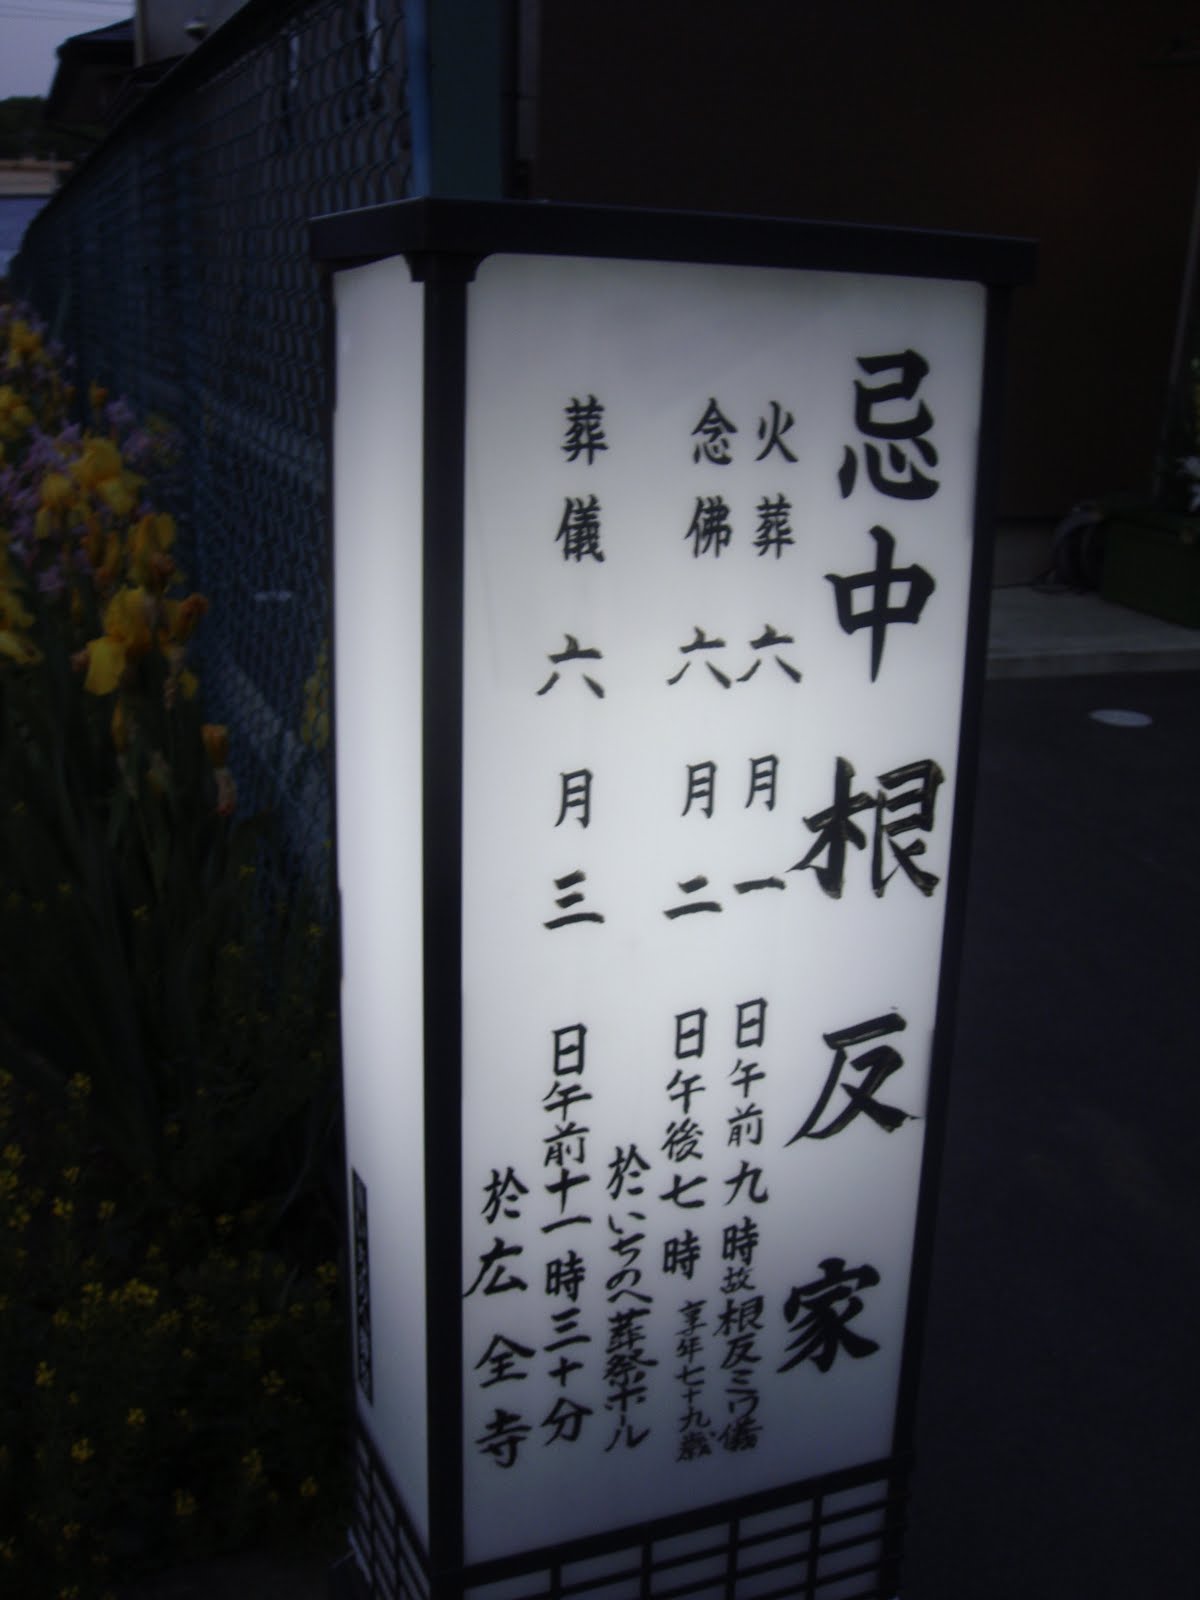 忌中根反家
火葬六月一日午前九時故根反ミツ儀
念佛六月二日午後七時享年七十九歳
於いちのへ葬祭ホール
葬儀六月三日午前十一時三十分
於広全寺